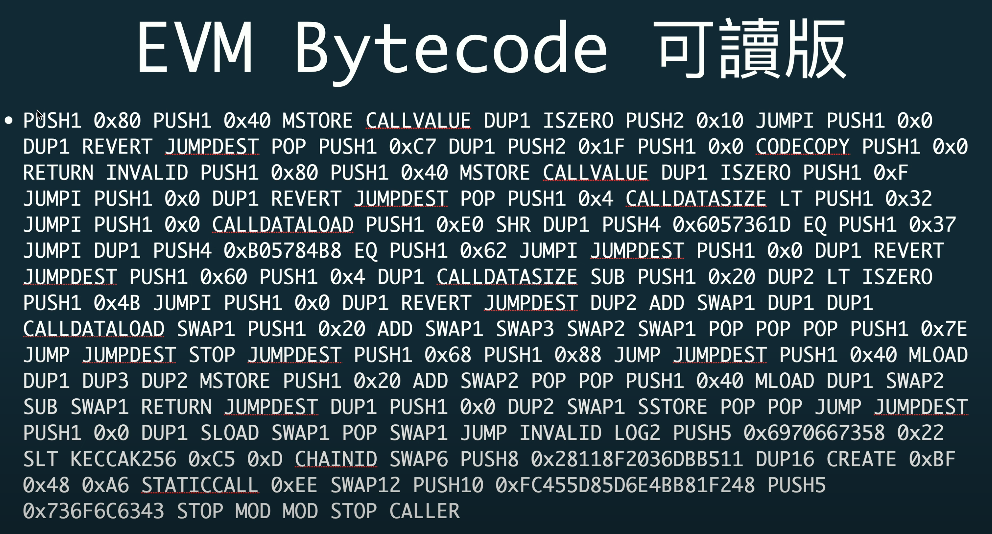 EVM Bytecode 可讀版
• PUSH1 0x80 PUSH1 0x40 MSTORE CALLVALUE DUP1 ISZERO PUSH2 0x10 JUMPI PUSH1 0x0
DUP1 REVERT JUMPDEST POP PUSH1 0xC7 DUP1 PUSH2 0x1F PUSH1 0x0 CODECOPY PUSH1 0x0
RETURN INVALID PUSH1 0x80 PUSH1 0x40 MSTORE CALLVALUE DUP1 ISZERO PUSH1 0xF
JUMPI PUSH1 0x0 DUP1 REVERT JUMPDEST POP PUSH1 0x4 CALLDATASIZE LT PUSH1 0x32
JUMPI PUSH1 0x0 CALLDATALOAD PUSH1 0xE0 SHR DUP1 PUSH4 0x6057361D EQ PUSH1 0x37
JUMPI DUP1 PUSH4 0xB05784B8 EQ PUSH1 0x62 JUMPI JUMPDEST PUSH1 0x0 DUP1 REVERT
JUMPDEST PUSH1 0x60 PUSH1 0x4 DUP1 CALLDATASIZE SUB PUSH1 0x20 DUP2 LT ISZERO
PUSH1 0x4B JUMPI PUSH1 0x0 DUP1 REVERT JUMPDEST DUP2 ADD SWAP1 DUP1 DUP1
CALLDATALOAD SWAP1 PUSH1 0x20 ADD SWAP1 SWAP3 SWAP2 SWAP1 POP POP POP PUSH1 0x7E
JUMP JUMPDEST STOP JUMPDEST PUSH1 0x68 PUSH1 0x88 JUMP JUMPDEST PUSH1 0x40 MLOAD
DUP1 DUP3 DUP2 MSTORE PUSH1 0x20 ADD SWAP2 POP POP PUSH1 0x40 MLOAD DUP1 SWAP2
SUB SWAP1 RETURN JUMPDEST DUP1 PUSH1 0x0 DUP2 SWAP1 SSTORE POP POP JUMP JUMPDEST
PUSH1 0x0 DUP1 SLOAD SWAP1 POP SWAP1 JUMP INVALID LOG2 PUSH5 0x6970667358 0x22
SLT KECCAK256 0xC5 0xD CHAINID SWAP6 PUSH8 0x28118F2036DBB511 DUP16 CREATE 0xBF
0x48 0xA6 STATICCALL 0xEE SWAP12 PUSH10 0xFC455D85D6E4BB81F248 PUSH5
0x736F6C6343 STOP MOD MOD STOP CALLER